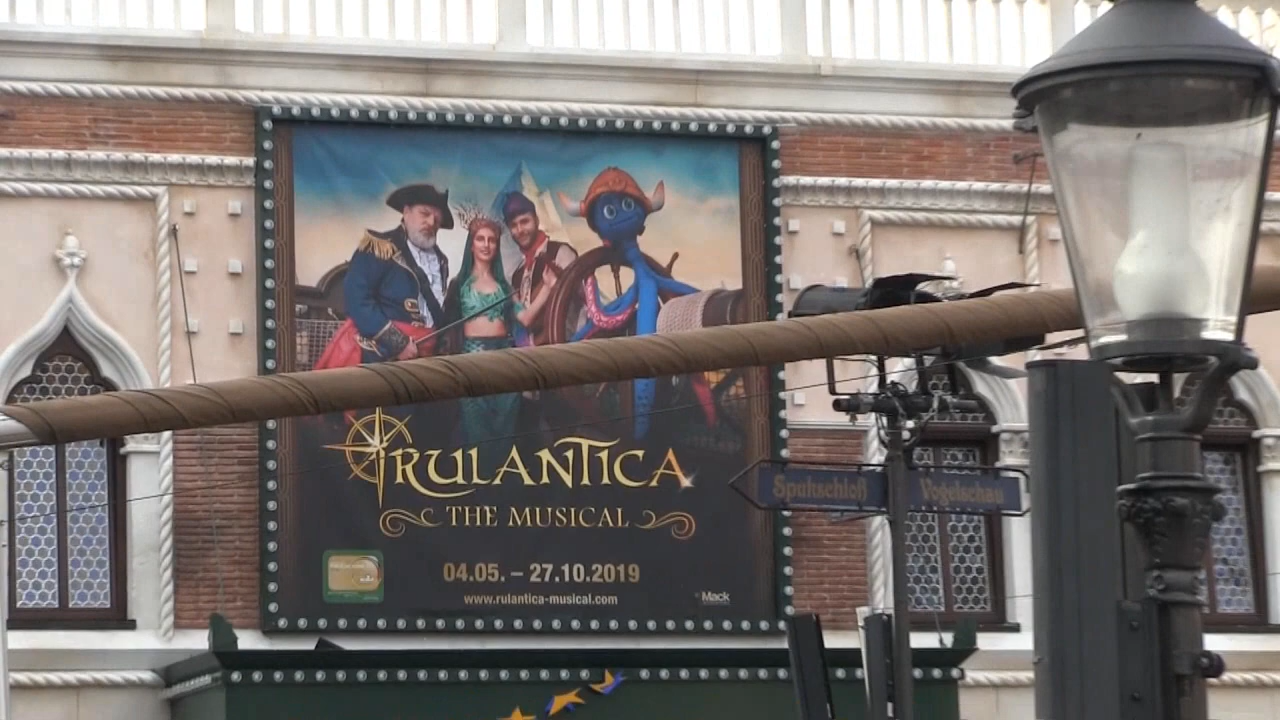 RULANTICA
THE MUSICAL
04.05. – 27.10.2019
www.rulantica-musical.com
Mack
Spukschloß
Vogelschau